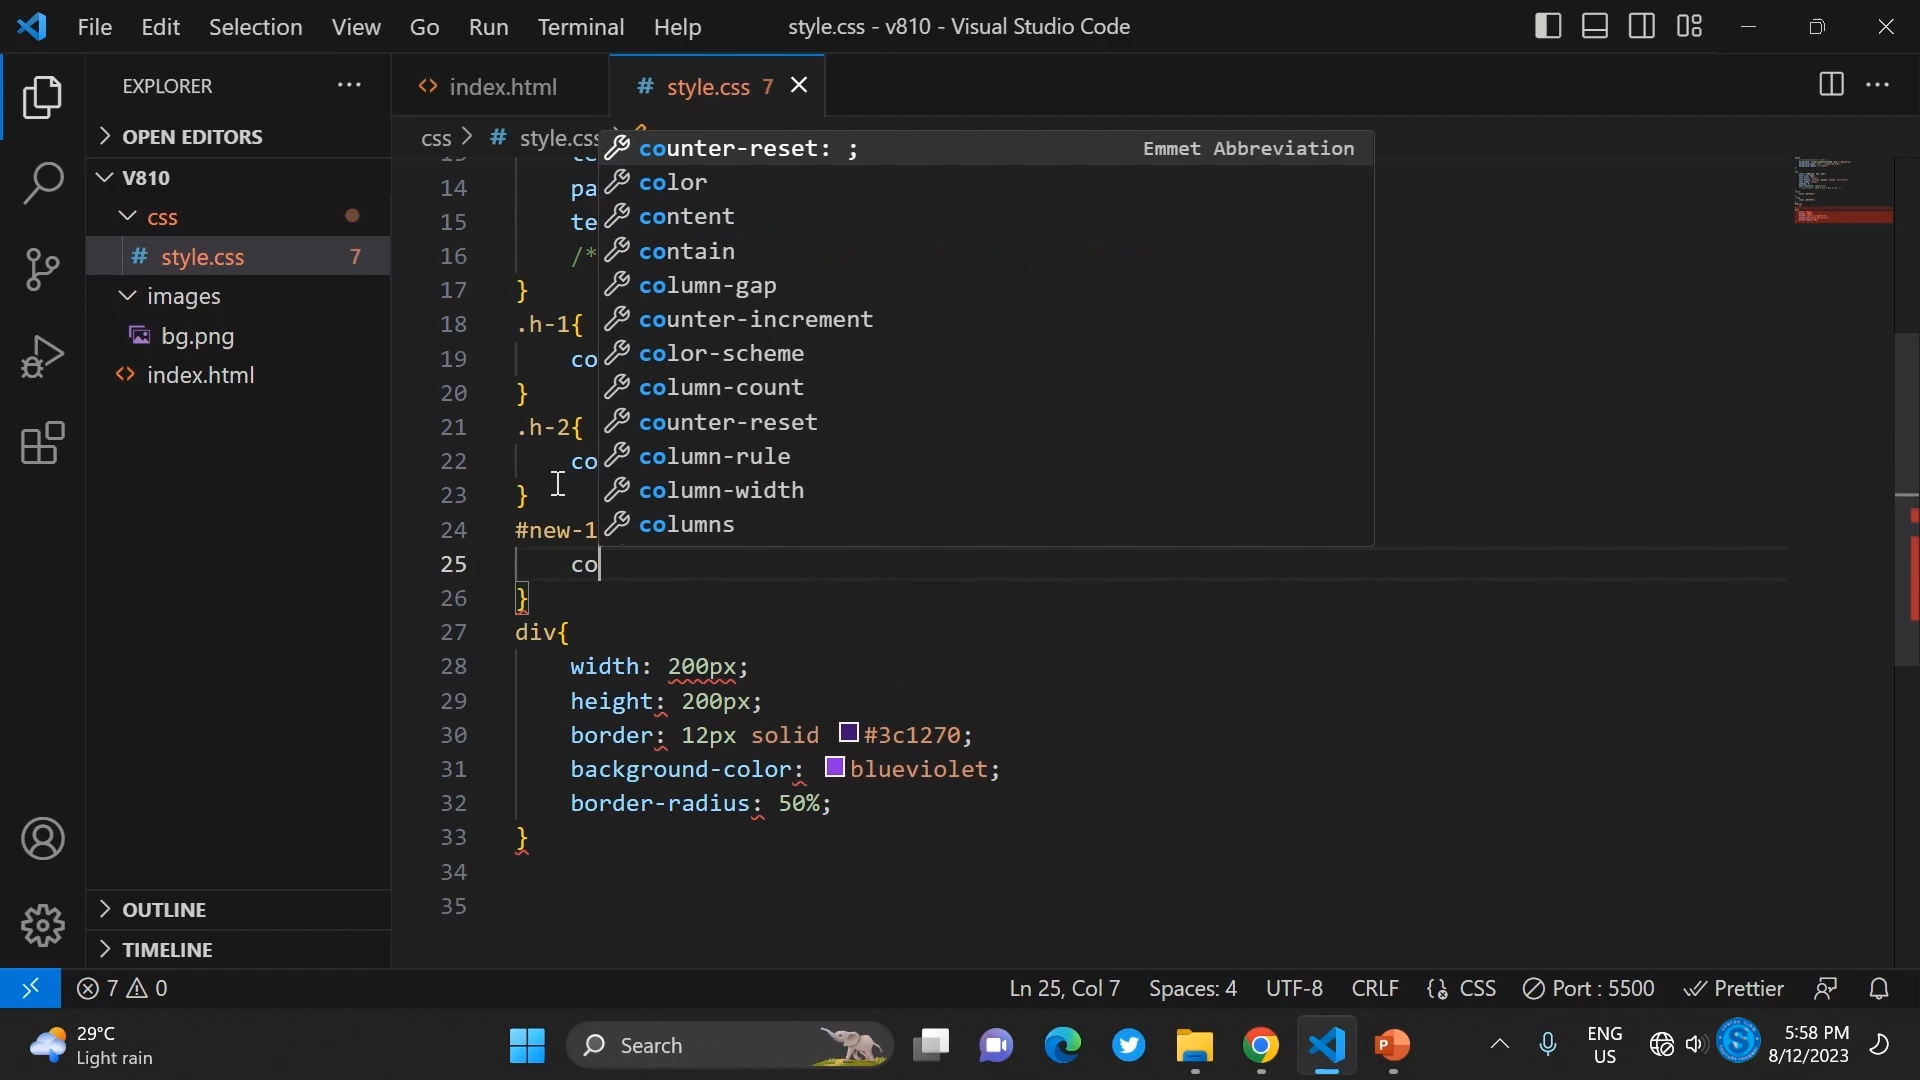 File Edit Selection View Go Run Terminal Help style.css - v810 - Visual Studio Code
EXPLORER
index.html
# style.css 7
OPEN EDITORS
css > # style.css
V810
css
# style.css 7
images
bg.png
index.html
OUTLINE
TIMELINE
counter-reset: ; Emmet Abbreviation
color
content
contain
column-gap
counter-increment
color-scheme
column-count
counter-reset
column-rule
column-width
columns
14 pa
15 te
16 /*
17 }
18 .h-1{
19 co
20 }
21 .h-2{
22 co
23 }
24 #new-1
25 co
26 }
27 div{
28 width: 200px;
29 height: 200px;
30 border: 12px solid #3c1270;
31 background-color: blueviolet;
32 border-radius: 50%;
33 }
34
35
7 0 Ln 25, Col 7 Spaces: 4 UTF-8 CRLF {} CSS Port : 5500 Prettier
29°C
Light rain
Search
ENG
US
5:58 PM
8/12/2023